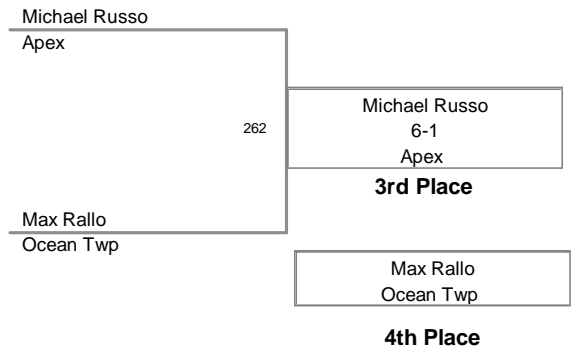 Michael Russo
Apex
262
Michael Russo
6-1
Apex
3rd Place
Max Rallo
Ocean Twp
Max Rallo
Ocean Twp
4th Place